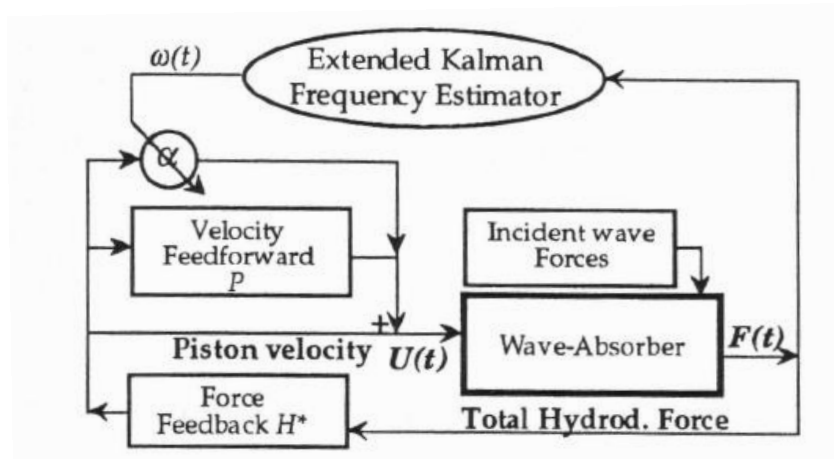 ω(t)
Extended Kalman
Frequency Estimator
α
Velocity
Feedforward
P
Incident wave
Forces
+
Piston velocity U(t)
Wave-Absorber
F(t)
Force
Feedback H*
Total Hydrod. Force